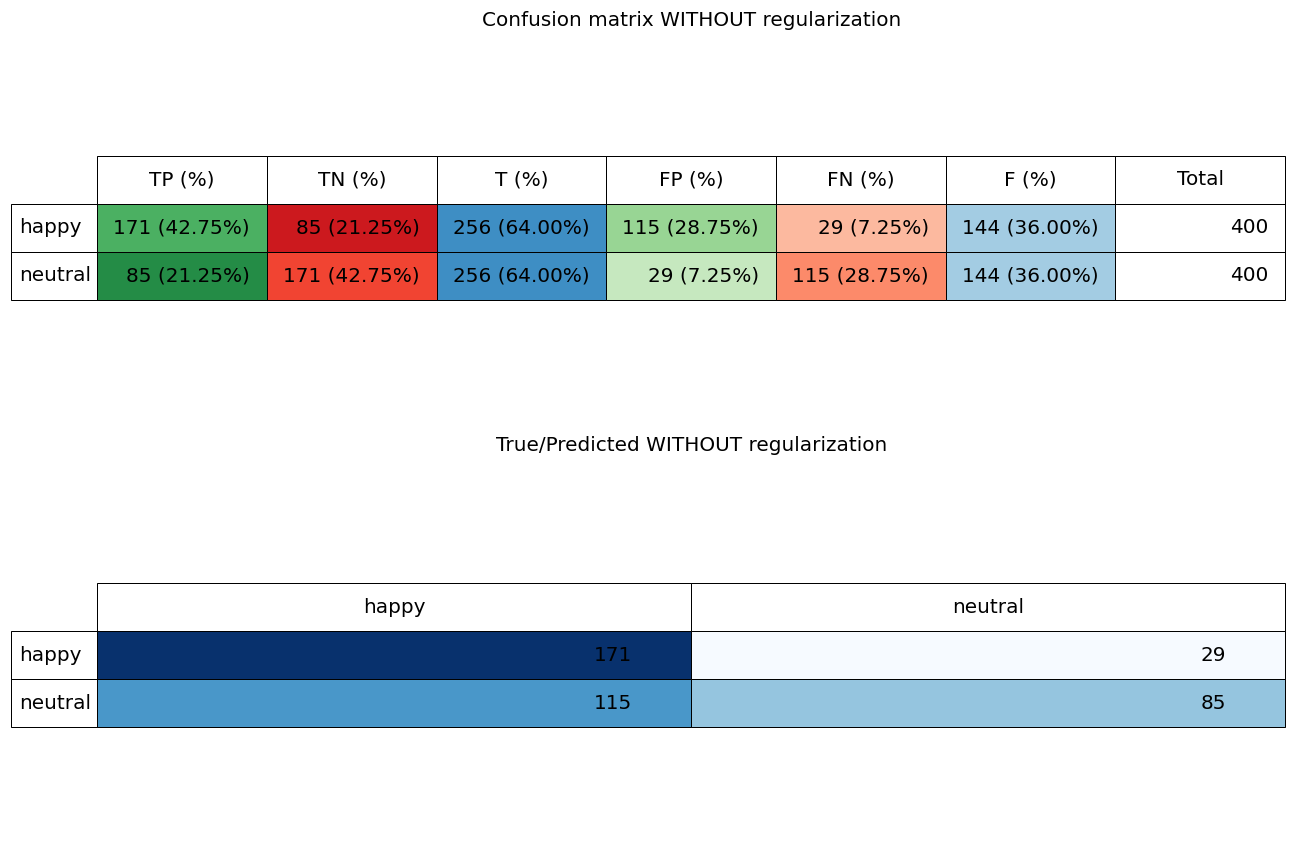 Confusion matrix WITHOUT regularization
TP (%) TN (%) T (%) FP (%) FN (%) F (%) Total
happy 171 (42.75%) 85 (21.25%) 256 (64.00%) 115 (28.75%) 29 (7.25%) 144 (36.00%) 400
neutral 85 (21.25%) 171 (42.75%) 256 (64.00%) 29 (7.25%) 115 (28.75%) 144 (36.00%) 400
True/Predicted WITHOUT regularization
happy neutral
happy 171 29
neutral 115 85